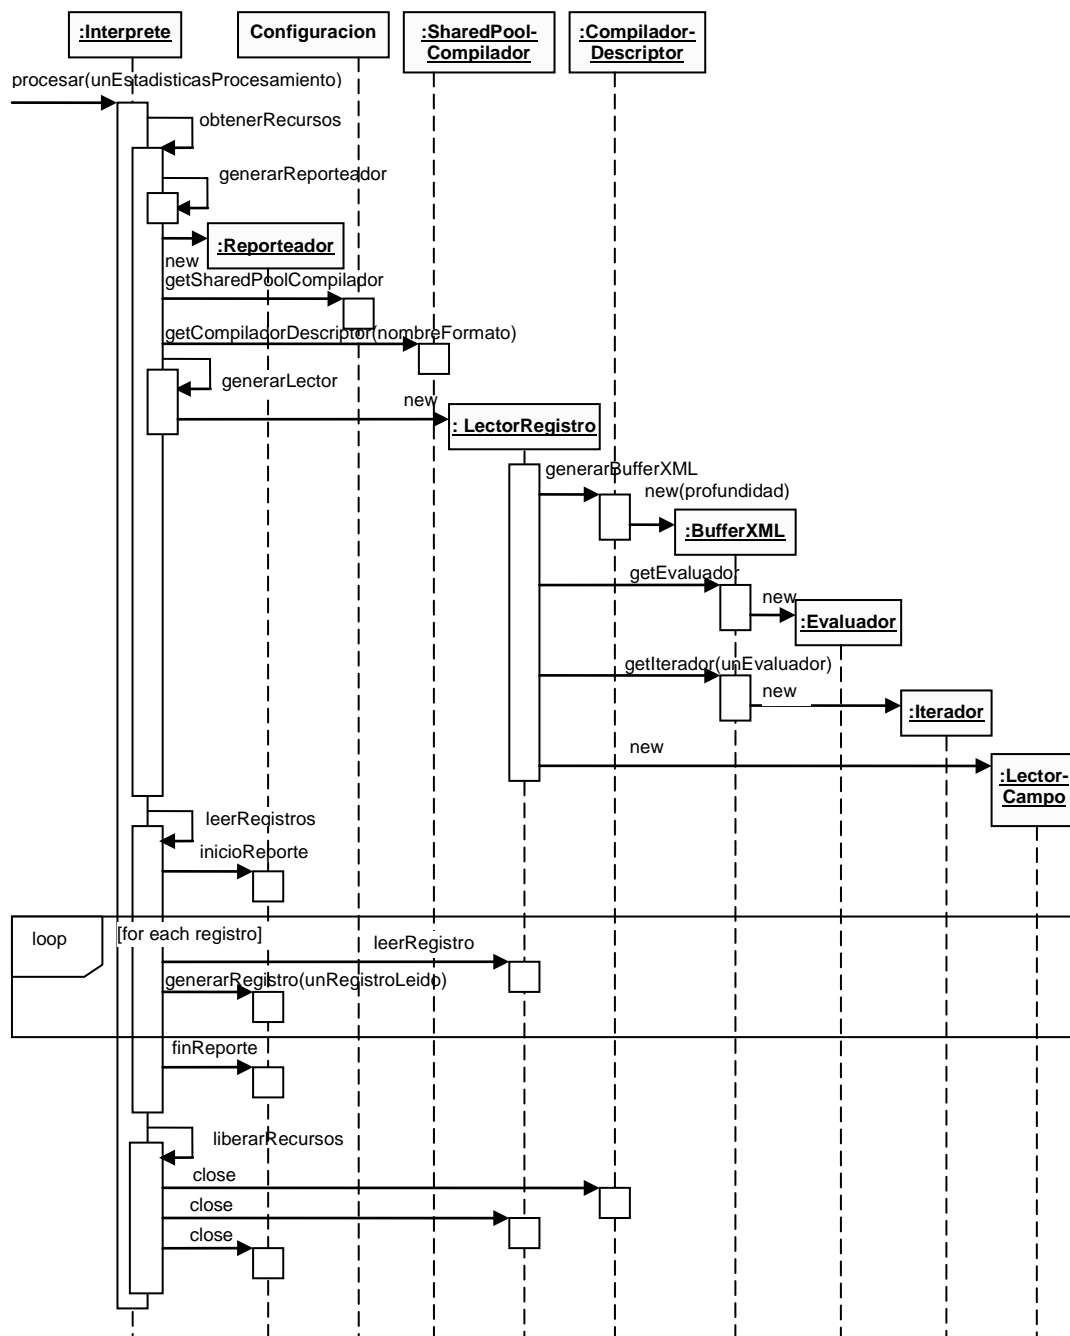 :Interprete
Configuracion
:SharedPool-
Compilador
:Compilador-
Descriptor
procesar(unEstadisticasProcesamiento)
obtenerRecursos
generarReporteador
:Reporteador
new
getSharedPoolCompilador
getCompiladorDescriptor(nombreFormato)
generarLector
new
: LectorRegistro
generarBufferXML
new(profundidad)
:BufferXML
getEvaluador
new
:Evaluador
getIterador(unEvaluador)
new
:Iterador
new
:Lector-
Campo
leerRegistros
inicioReporte
loop
[for each registro]
leerRegistro
generarRegistro(unRegistroLeido)
finReporte
liberarRecursos
close
close
close